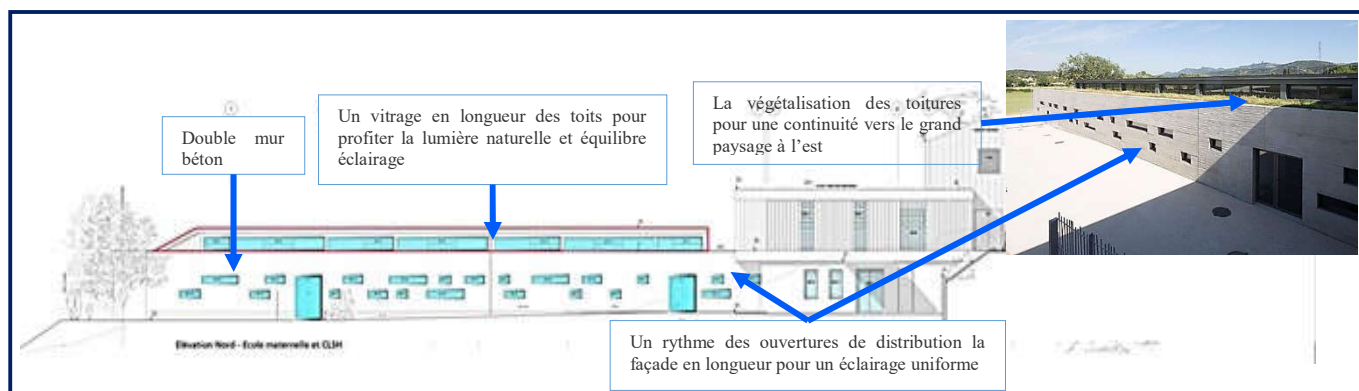 Double mur
béton
Un vitrage en longueur des toits pour
profiter la lumière naturelle et équilibre
éclairage
La végétalisation des toitures
pour une continuité vers le grand
paysage à l'est
Un rythme des ouvertures de distribution la
façade en longueur pour un éclairage uniforme
Elévation Nord - Ecole maternelle et CLSH